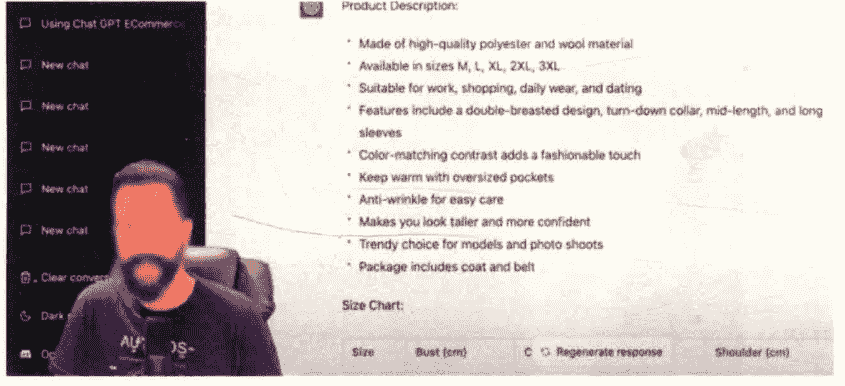 Using Chat GPT ECommerce
New chat
New chat
New chat
New chat
New chat
Clear convers
Dark
Product Description:
Made of high-quality polyester and wool material
Available in sizes M, L, XL, 2XL, 3XL
Suitable for work, shopping, daily wear, and dating
Features include a double-breasted design, turn-down collar, mid-length, and long
sleeves
Color-matching contrast adds a fashionable touch
Keep warm with oversized pockets
Anti-wrinkle for easy care
Makes you look taller and more confident
Trendy choice for models and photo shoots
Package includes coat and belt
Size Chart:
Size Bust (cm) C Regenerate response Shoulder (cm)